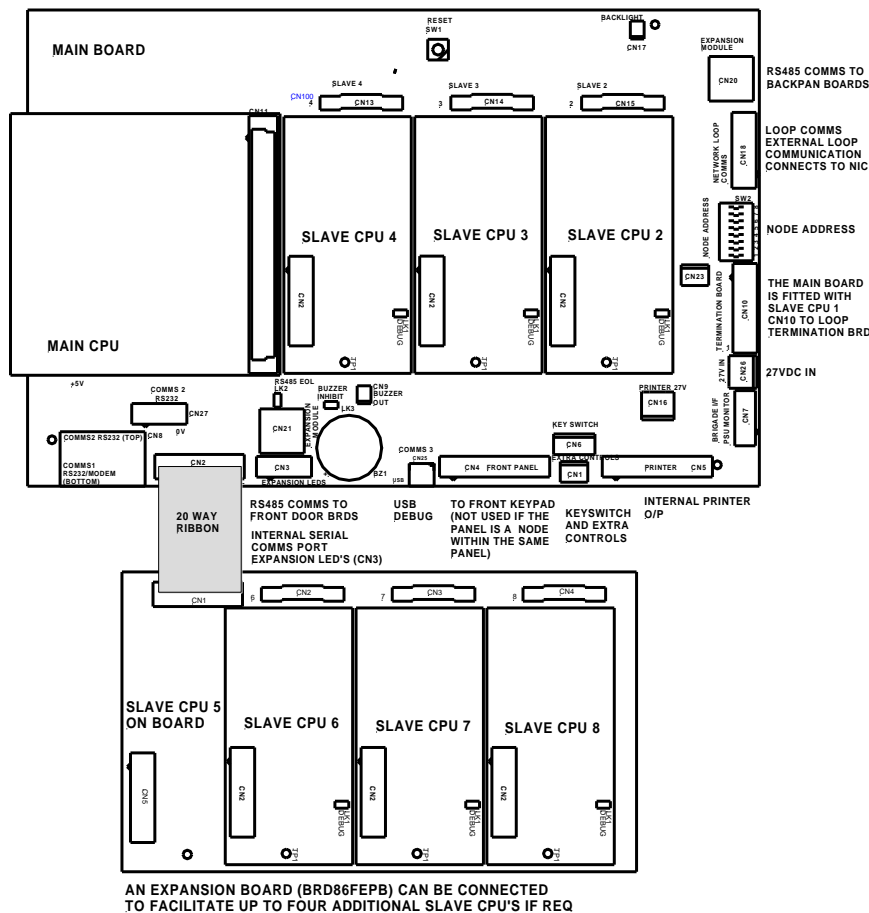 RESET
SW1
BACKLIGHT
CN17
MAIN BOARD
EXPANSION
MODULE
CN20
RS485 COMMS TO
BACKPAN BOARDS
SLAVE 4
SLAVE 3
SLAVE 2
CN100
4
CN13
3
CN14
2
CN15
CN11
NETWORK LOOP
COMMS
CN18
LOOP COMMS
EXTERNAL LOOP
COMMUNICATION
CONNECTS TO NIC
SLAVE CPU 4
SLAVE CPU 3
SLAVE CPU 2
NODE ADDRESS
SW2
1 2 3 4 5 6 7 8
NODE ADDRESS
CN2
CN2
CN2
CN23
TERMINATION BOARD
1
CN10
THE MAIN BOARD
IS FITTED WITH
SLAVE CPU 1
CN10 TO LOOP
TERMINATION BRD
LK1
DEBUG
LK1
DEBUG
LK1
DEBUG
MAIN CPU
TP1
TP1
TP1
27V IN
CN26
27VDC IN
+5V
COMMS 2
RS232
CN27
0V
RS485 EOL
LK2
BUZZER
INHIBIT
LK3
CN9
BUZZER
OUT
PRINTER 27V
CN16
BRIGADE I/F
PSU MONITOR
CN7
COMMS2 RS232 (TOP)
CN8
COMMS1
RS232/MODEM
(BOTTOM)
CN21
EXPANSION
MODULE
KEY SWITCH
CN6
EXTRA CONTROLS
CN1
CN2
CN3
EXPANSION LEDS
+
BZ1
COMMS 3
CN25
USB
CN4 FRONT PANEL
PRINTER CN5
20 WAY
RIBBON
RS485 COMMS TO
FRONT DOOR BRDS
INTERNAL SERIAL
COMMS PORT
EXPANSION LED'S (CN3)
USB
DEBUG
TO FRONT KEYPAD
(NOT USED IF THE
PANEL IS A NODE
WITHIN THE SAME
PANEL)
KEYSWITCH
AND EXTRA
CONTROLS
INTERNAL PRINTER
O/P
CN1
6
CN2
7
CN3
8
CN4
SLAVE CPU 5
ON BOARD
SLAVE CPU 6
SLAVE CPU 7
SLAVE CPU 8
CN5
CN2
CN2
CN2
LK1
DEBUG
LK1
DEBUG
LK1
DEBUG
TP1
TP1
TP1
AN EXPANSION BOARD (BRD86FEPB) CAN BE CONNECTED
TO FACILITATE UP TO FOUR ADDITIONAL SLAVE CPU'S IF REQ